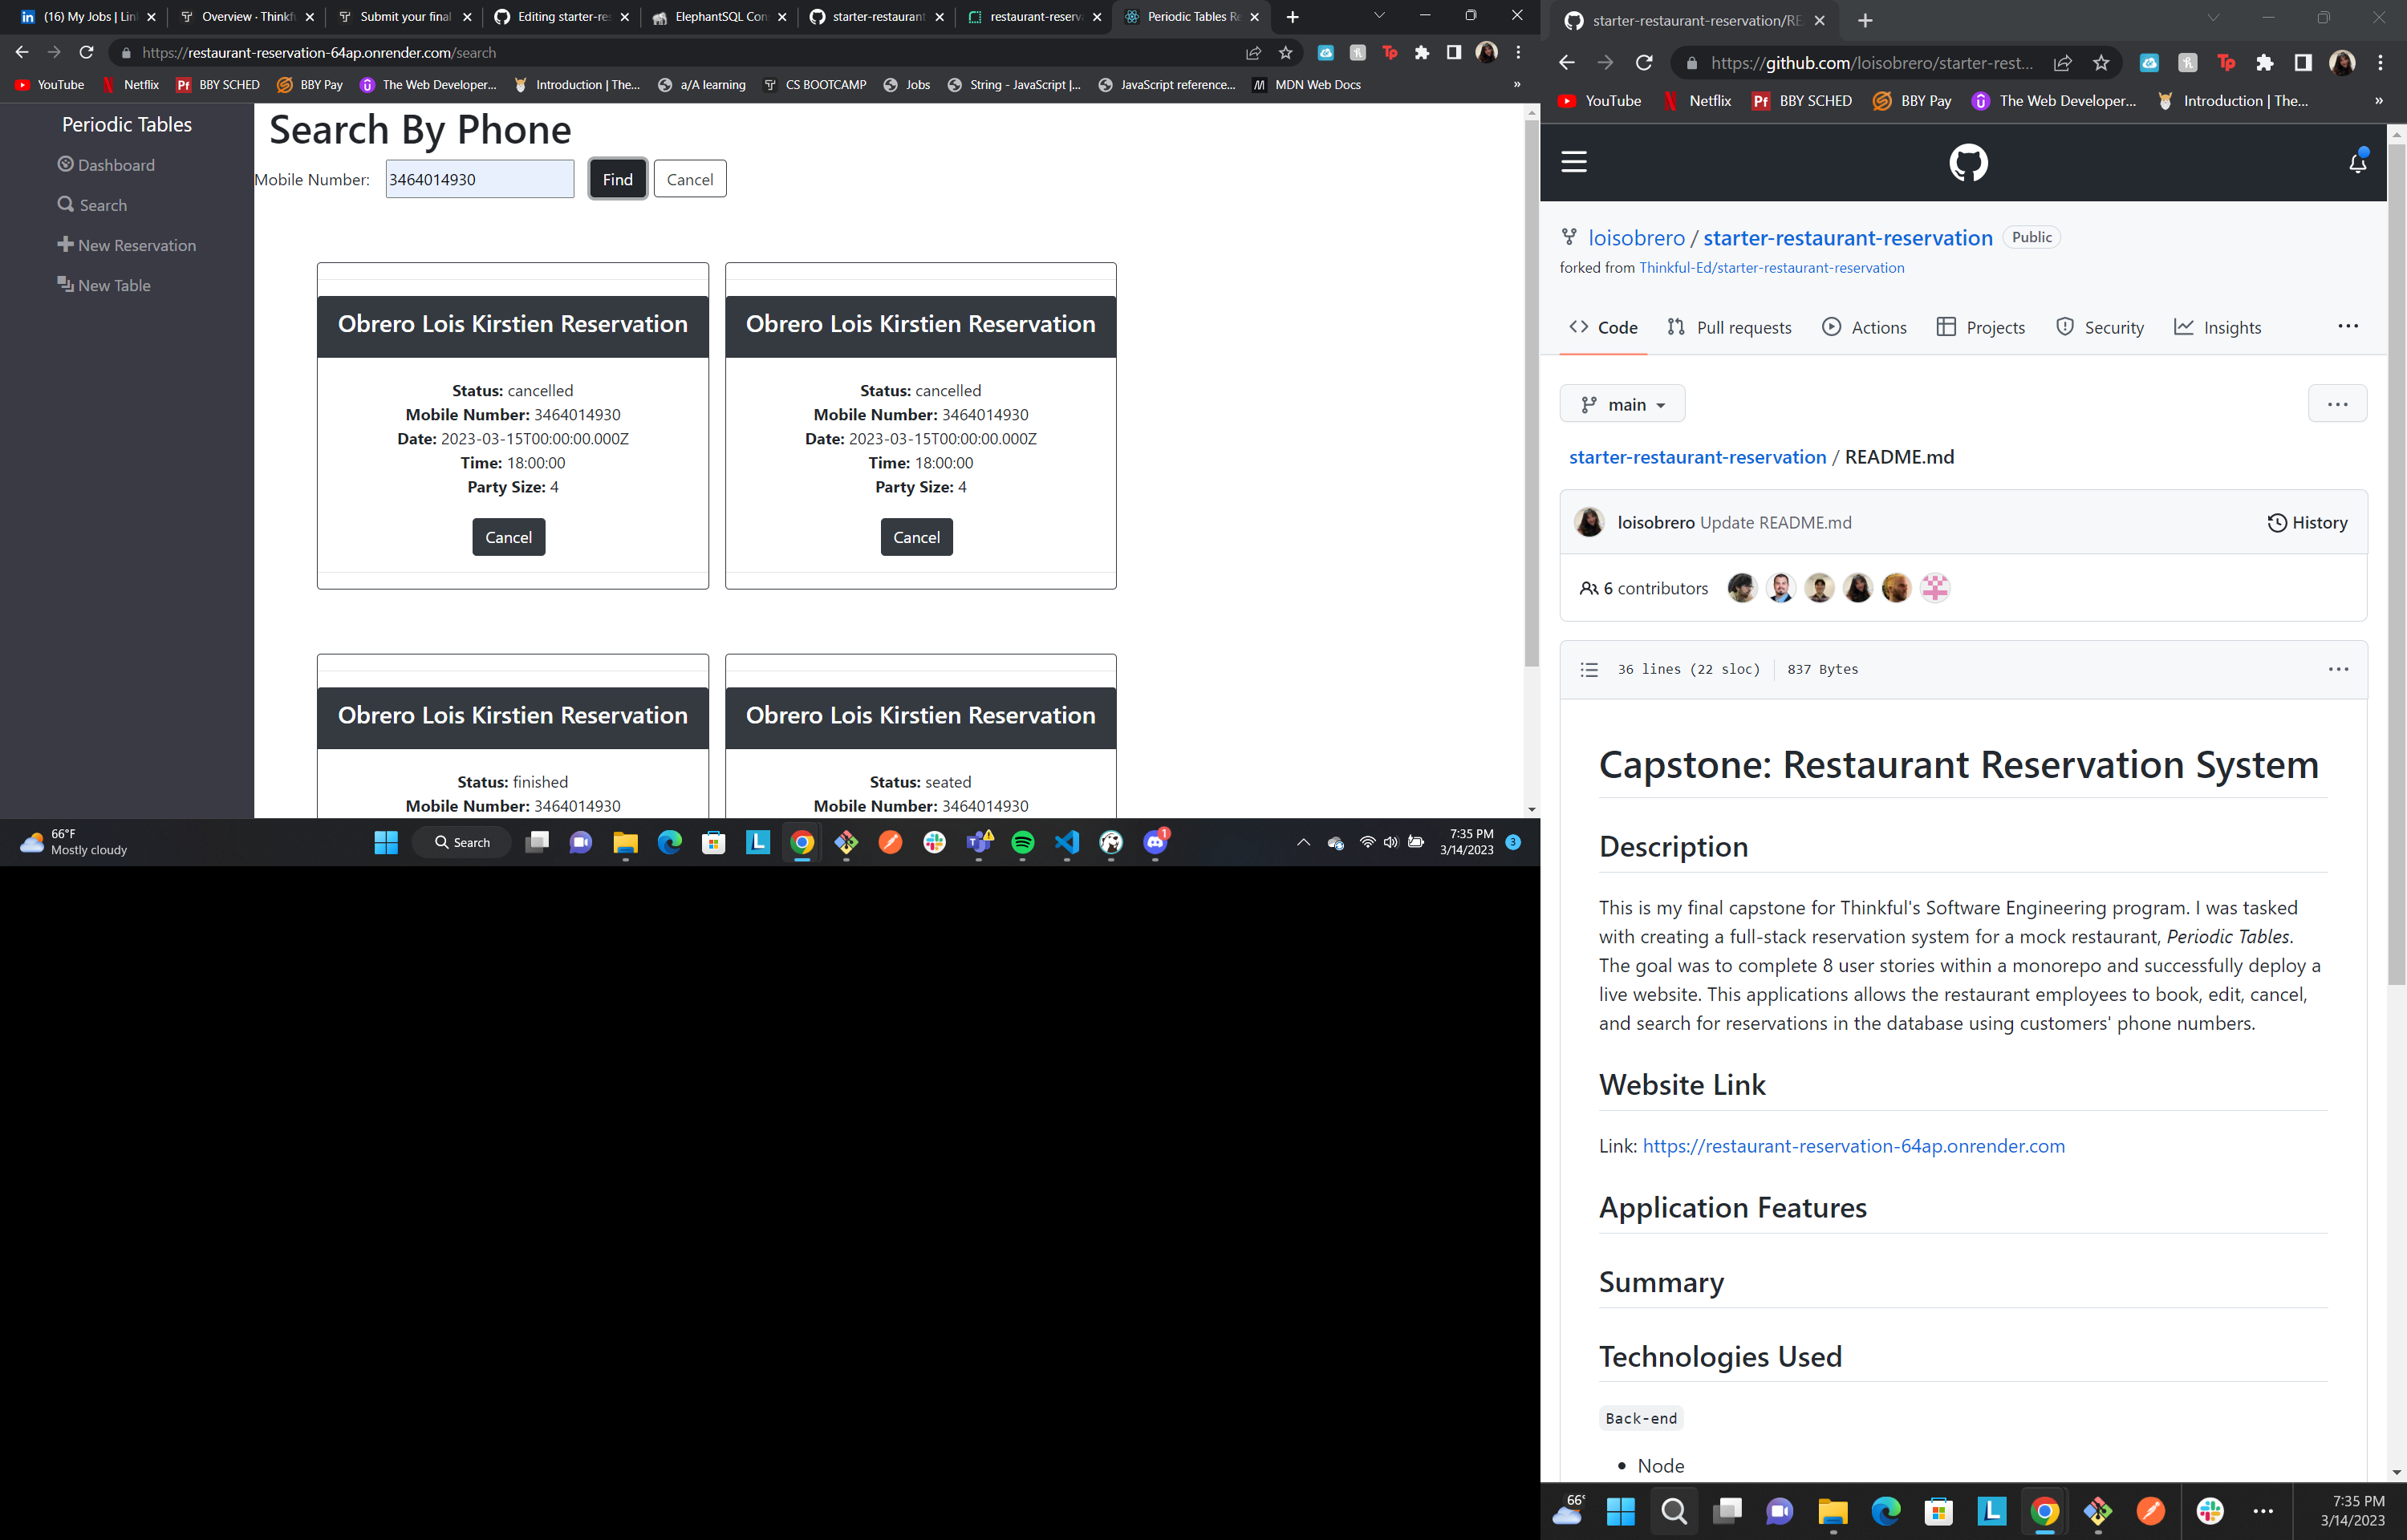 (16) My Jobs | Lin
Overview · Thinkf
Submit your final
Editing starter-res
ElephantSQL Con
starter-restaurant
restaurant-reserva
Periodic Tables Re
https://restaurant-reservation-64ap.onrender.com/search
YouTube
Netflix
BBY SCHED
BBY Pay
The Web Developer...
Introduction | The...
a/A learning
CS BOOTCAMP
Jobs
String - JavaScript |...
JavaScript reference...
MDN Web Docs
»
Periodic Tables
Dashboard
Search
New Reservation
New Table
Search By Phone
Mobile Number: 3464014930 Find Cancel
Obrero Lois Kirstien Reservation
Status: cancelled
Mobile Number: 3464014930
Date: 2023-03-15T00:00:00.000Z
Time: 18:00:00
Party Size: 4
Cancel
Obrero Lois Kirstien Reservation
Status: cancelled
Mobile Number: 3464014930
Date: 2023-03-15T00:00:00.000Z
Time: 18:00:00
Party Size: 4
Cancel
Obrero Lois Kirstien Reservation
Status: finished
Mobile Number: 3464014930
Obrero Lois Kirstien Reservation
Status: seated
Mobile Number: 3464014930
66°F
Mostly cloudy
Search
1
7:35 PM
3/14/2023
3
starter-restaurant-reservation/RE
https://github.com/loisobrero/starter-rest...
YouTube
Netflix
BBY SCHED
BBY Pay
The Web Developer...
Introduction | The...
»
loisobrero / starter-restaurant-reservation Public
forked from Thinkful-Ed/starter-restaurant-reservation
Code
Pull requests
Actions
Projects
Security
Insights
main
starter-restaurant-reservation / README.md
loisobrero Update README.md
History
6 contributors
36 lines (22 sloc) 837 Bytes
Capstone: Restaurant Reservation System
Description
This is my final capstone for Thinkful's Software Engineering program. I was tasked
with creating a full-stack reservation system for a mock restaurant, Periodic Tables.
The goal was to complete 8 user stories within a monorepo and successfully deploy a
live website. This applications allows the restaurant employees to book, edit, cancel,
and search for reservations in the database using customers' phone numbers.
Website Link
Link: https://restaurant-reservation-64ap.onrender.com
Application Features
Summary
Technologies Used
Back-end
• Node
66°
7:35 PM
3/14/2023